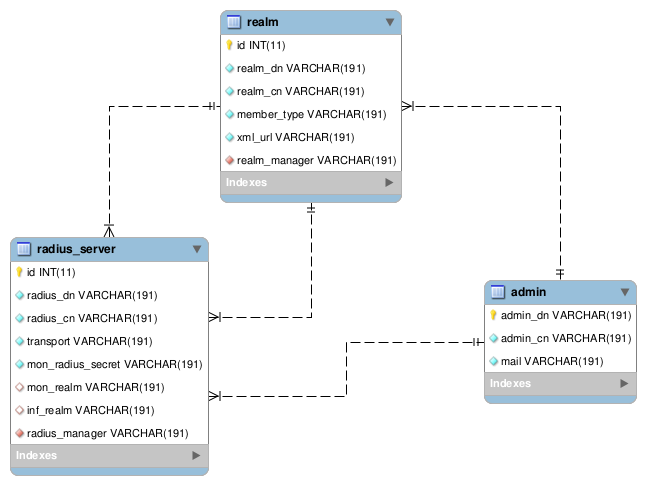 realm
id INT(11)
realm_dn VARCHAR(191)
realm_cn VARCHAR(191)
member_type VARCHAR(191)
xml_url VARCHAR(191)
realm_manager VARCHAR(191)
Indexes
radius_server
id INT(11)
radius_dn VARCHAR(191)
radius_cn VARCHAR(191)
transport VARCHAR(191)
mon_radius_secret VARCHAR(191)
mon_realm VARCHAR(191)
inf_realm VARCHAR(191)
radius_manager VARCHAR(191)
Indexes
admin
admin_dn VARCHAR(191)
admin_cn VARCHAR(191)
mail VARCHAR(191)
Indexes